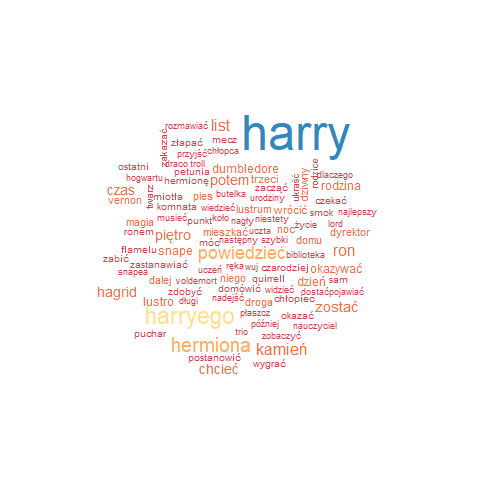 harry
rozmawiać list
zakazać
złapać mecz
przyjść chłopca
draco troll
ostatni
petunia dumbledore
rodzice
hogwartu hermionę potem trzeci
ukraść dziwny dlaczego
czas twarz zacząć rodzina
vernon miotła pies butelka urodziny czekać
komnata wiedzieć lustrum wrócić smok najlepszy
magia musieć punkt koło nagły niestety
ronem piętro mieszkać uczta noc życie lord
dyrektor
flamelu snape móc następny szybki domu
zabić powiedzieć biblioteka ron
zastanawiać ręka wuj czarodziej
snapea uczeń okazywać
dalej voldemort niego quirrell dzień sam
hagrid zdobyć domówić widzieć dostać pojawiać
lustro długi nadejść droga chłopiec
harryego płaszcz okazać zostać
później nauczyciel
puchar trio zobaczyć
hermiona kamień
postanowić
chcieć wygrać